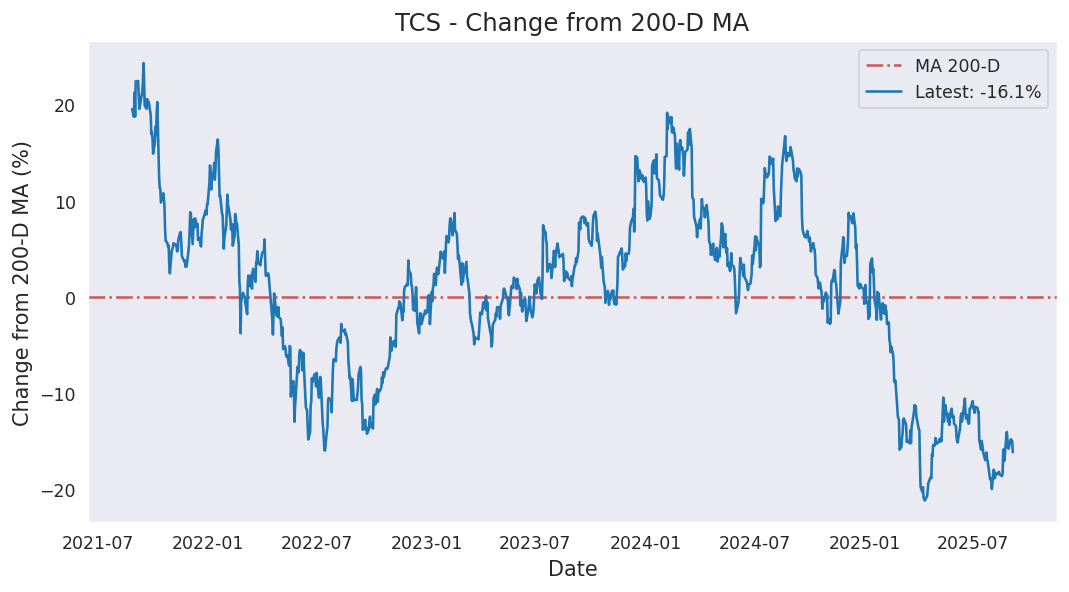 TCS - Change from 200-D MA
MA 200-D
Latest: -16.1%
Change from 200-D MA (%)
20
10
0
−10
−20
2021-07 2022-01 2022-07 2023-01 2023-07 2024-01 2024-07 2025-01 2025-07
Date